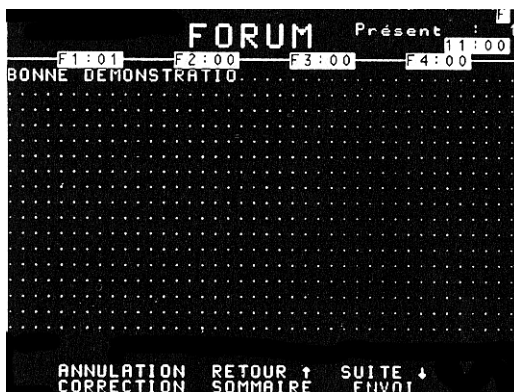 F
FORUM Présent : 1
11:00
F1:01 F2:00 F3:00 F4:00
BONNE DEMONSTRATIO
ANNULATION RETOUR ↑ SUITE ↓
CORRECTION SOMMAIRE ENVOI